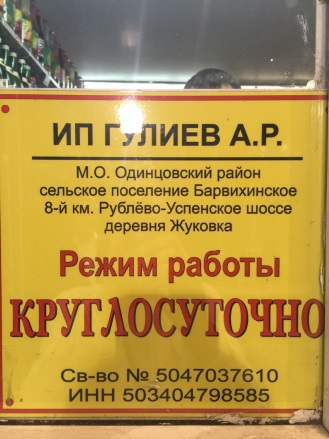 ИП ГУЛИЕВ А.Р.
М.О. Одинцовский район
сельское поселение Барвихинское
8-й км. Рублёво-Успенское шоссе
деревня Жуковка
Режим работы
КРУГЛОСУТОЧНО
Св-во № 5047037610
ИНН 503404798585